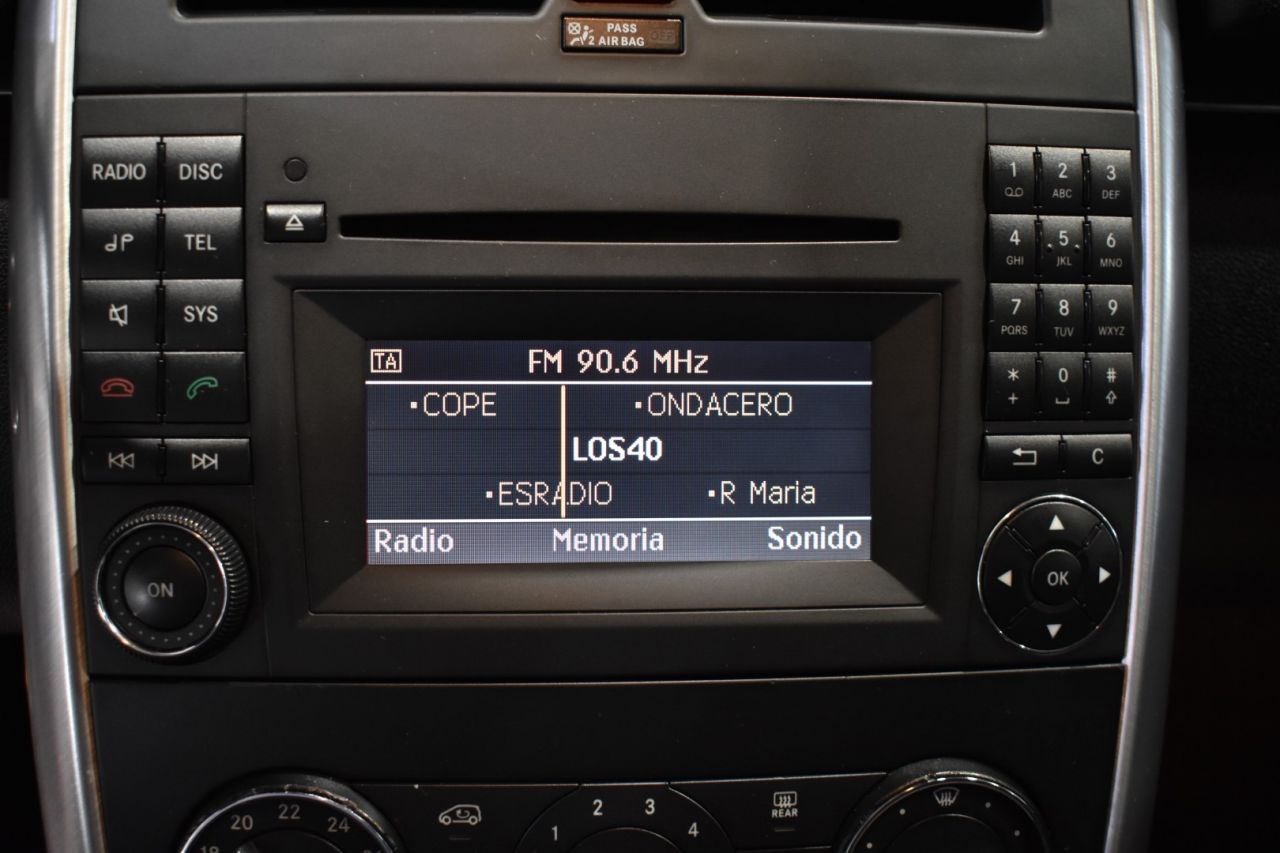 PASS
2 AIRBAG OFF
RADIO DISC
TEL
SYS
ON
TA FM 90.6 MHz
COPE ONDACERO
LOS40
ESRADIO R Maria
Radio Memoria Sonido
1 2 3
ABC DEF
4 5 6
GHI JKL MNO
7 8 9
PQRS TUV WXYZ
* 0 #
+
C
OK
20 22 24
1 2 3 4
REAR